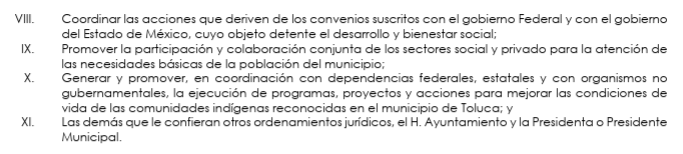 VIII. Coordinar las acciones que deriven de los convenios suscritos con el gobierno Federal y con el gobierno
del Estado de México, cuyo objeto detente el desarrollo y bienestar social;
IX. Promover la participación y colaboración conjunta de los sectores social y privado para la atención de
las necesidades básicas de la población del municipio;
X. Generar y promover, en coordinación con dependencias federales, estatales y con organismos no
gubernamentales, la ejecución de programas, proyectos y acciones para mejorar las condiciones de
vida de las comunidades indígenas reconocidas en el municipio de Toluca; y
XI. Las demás que le confieran otros ordenamientos jurídicos, el H. Ayuntamiento y la Presidenta o Presidente
Municipal.